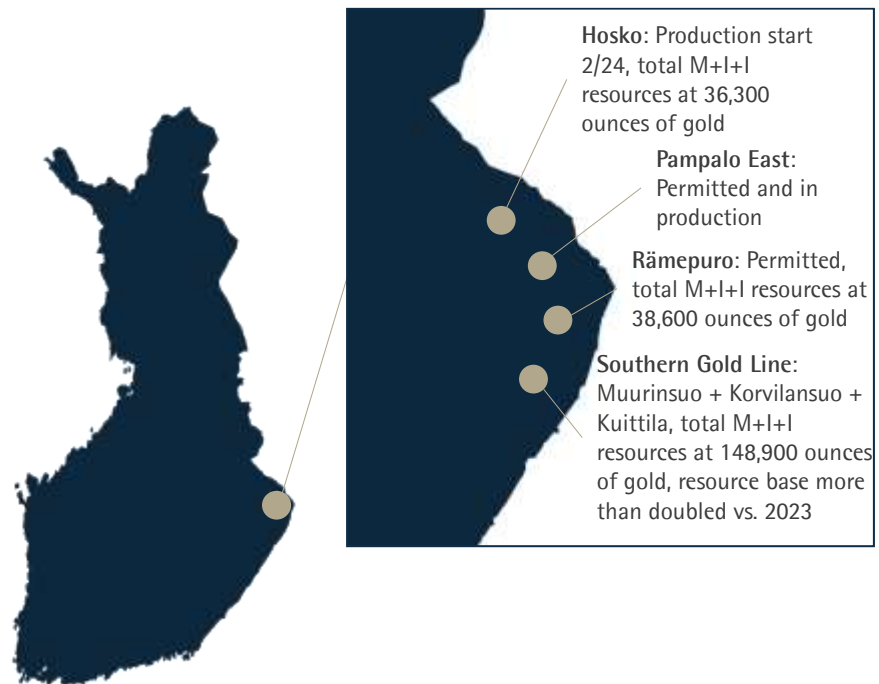 Hosko: Production start
2/24, total M+I+I
resources at 36,300
ounces of gold
Pampalo East:
Permitted and in
production
Rämepuro: Permitted,
total M+I+I resources at
38,600 ounces of gold
Southern Gold Line:
Muurinsuo + Korvilansuo +
Kuittila, total M+I+I
resources at 148,900 ounces
of gold, resource base more
than doubled vs. 2023